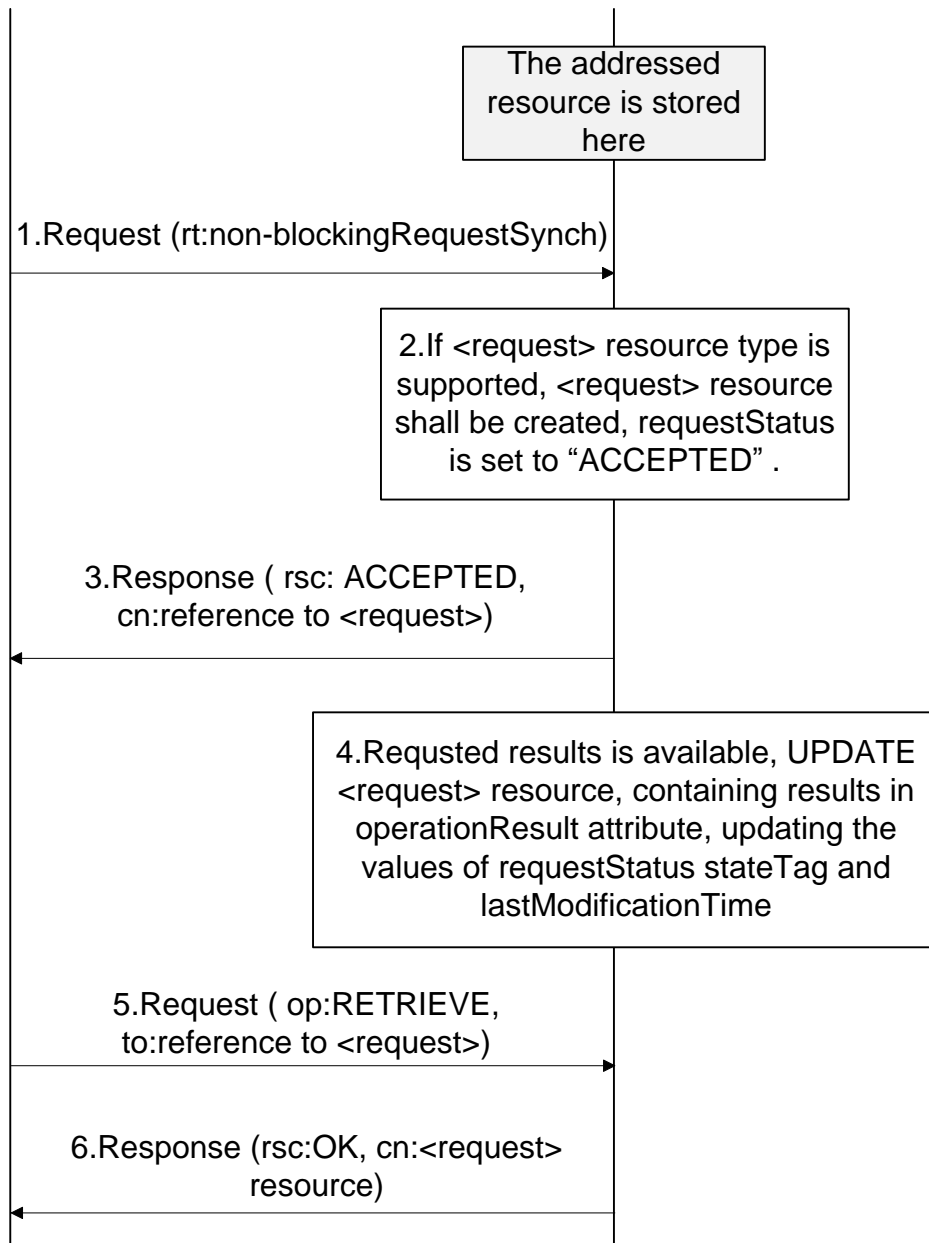 The addressed
resource is stored
here
1.Request (rt:non-blockingRequestSynch)
2.If <request> resource type is
supported, <request> resource
shall be created, requestStatus
is set to “ACCEPTED” .
3.Response ( rsc: ACCEPTED,
cn:reference to <request>)
4.Requsted results is available, UPDATE
<request> resource, containing results in
operationResult attribute, updating the
values of requestStatus stateTag and
lastModificationTime
5.Request ( op:RETRIEVE,
to:reference to <request>)
6.Response (rsc:OK, cn:<request>
resource)